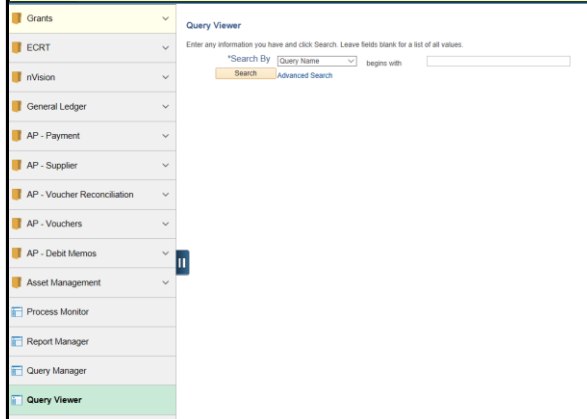 Grants
ECRT
nVision
General Ledger
AP - Payment
AP - Supplier
AP - Voucher Reconciliation
AP - Vouchers
AP - Debit Memos
Asset Management
Process Monitor
Report Manager
Query Manager
Query Viewer
Query Viewer
Enter any information you have and click Search. Leave fields blank for a list of all values.
*Search By Query Name begins with
Search Advanced Search